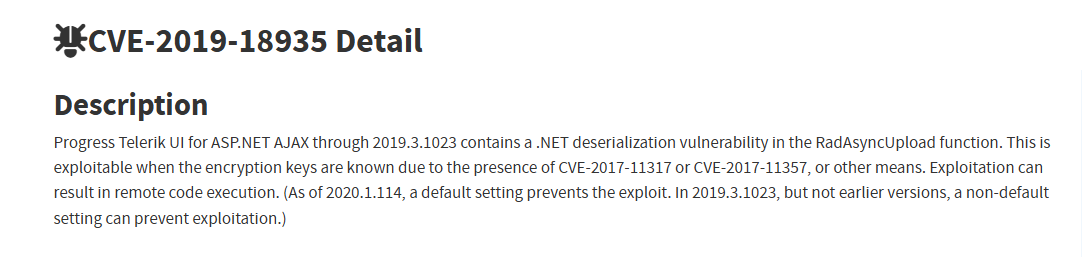 CVE-2019-18935 Detail
Description
Progress Telerik UI for ASP.NET AJAX through 2019.3.1023 contains a .NET deserialization vulnerability in the RadAsyncUpload function. This is
exploitable when the encryption keys are known due to the presence of CVE-2017-11317 or CVE-2017-11357, or other means. Exploitation can
result in remote code execution. (As of 2020.1.114, a default setting prevents the exploit. In 2019.3.1023, but not earlier versions, a non-default
setting can prevent exploitation.)